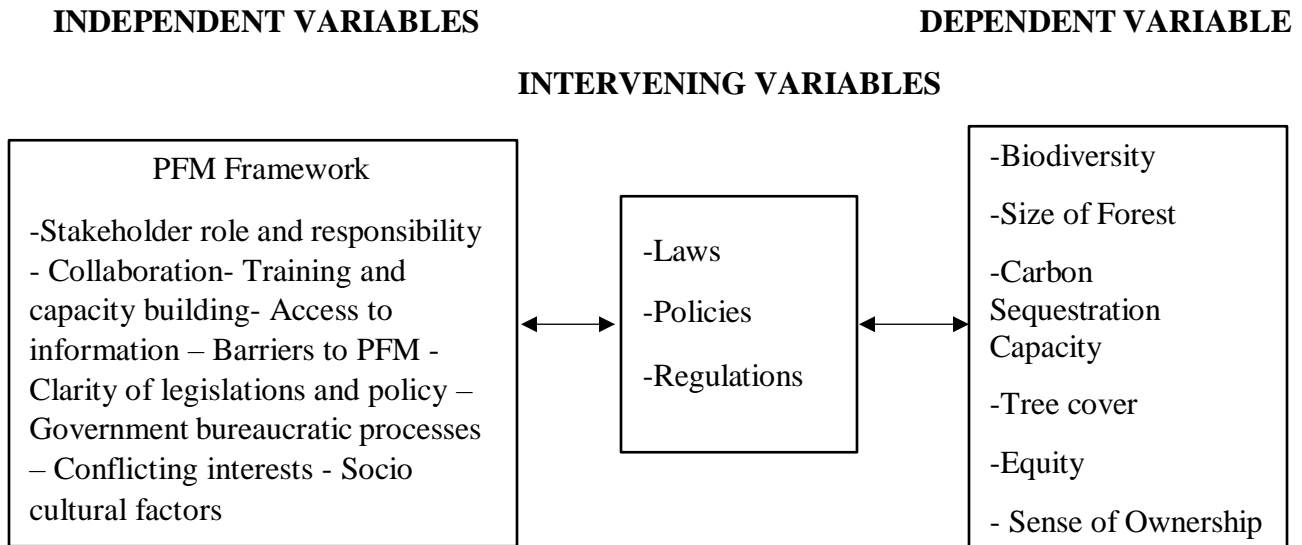 INDEPENDENT VARIABLES
DEPENDENT VARIABLE
INTERVENING VARIABLES
PFM Framework
-Stakeholder role and responsibility
- Collaboration- Training and
capacity building- Access to
information – Barriers to PFM -
Clarity of legislations and policy –
Government bureaucratic processes
– Conflicting interests - Socio
cultural factors
-Laws
-Policies
-Regulations
-Biodiversity
-Size of Forest
-Carbon
Sequestration
Capacity
-Tree cover
-Equity
- Sense of Ownership